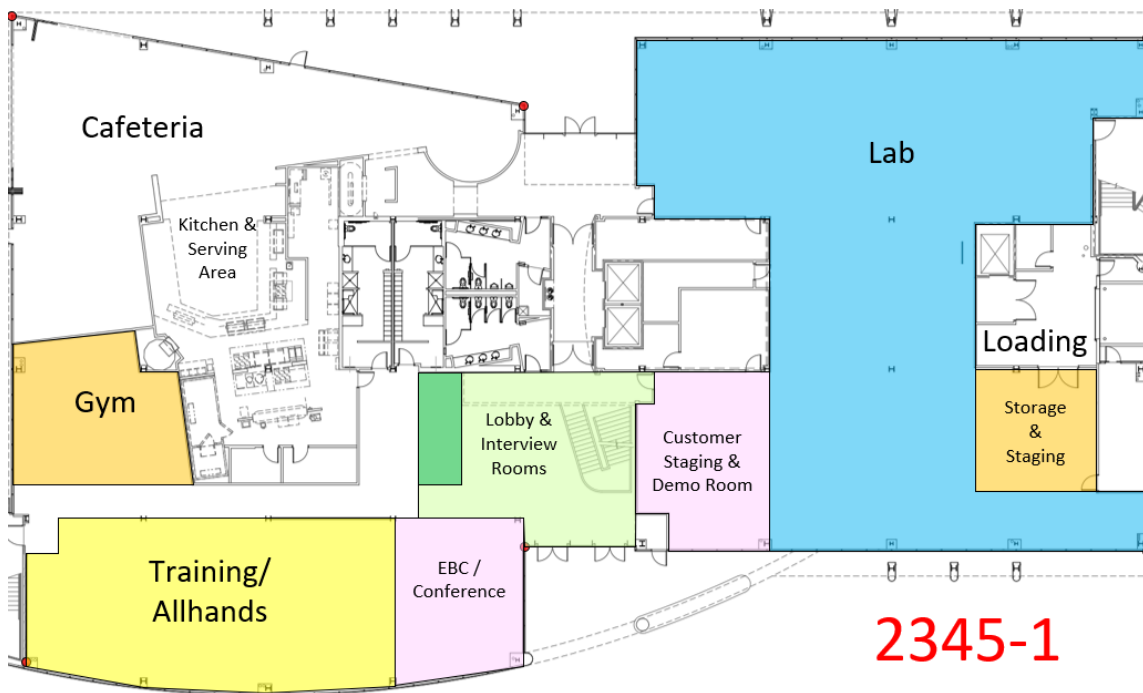 Cafeteria
Lab
Kitchen &
Serving
Area
Loading
Gym
Lobby &
Interview
Rooms
Customer
Staging &
Demo Room
Storage
&
Staging
Training/
Allhands
EBC /
Conference
2345-1